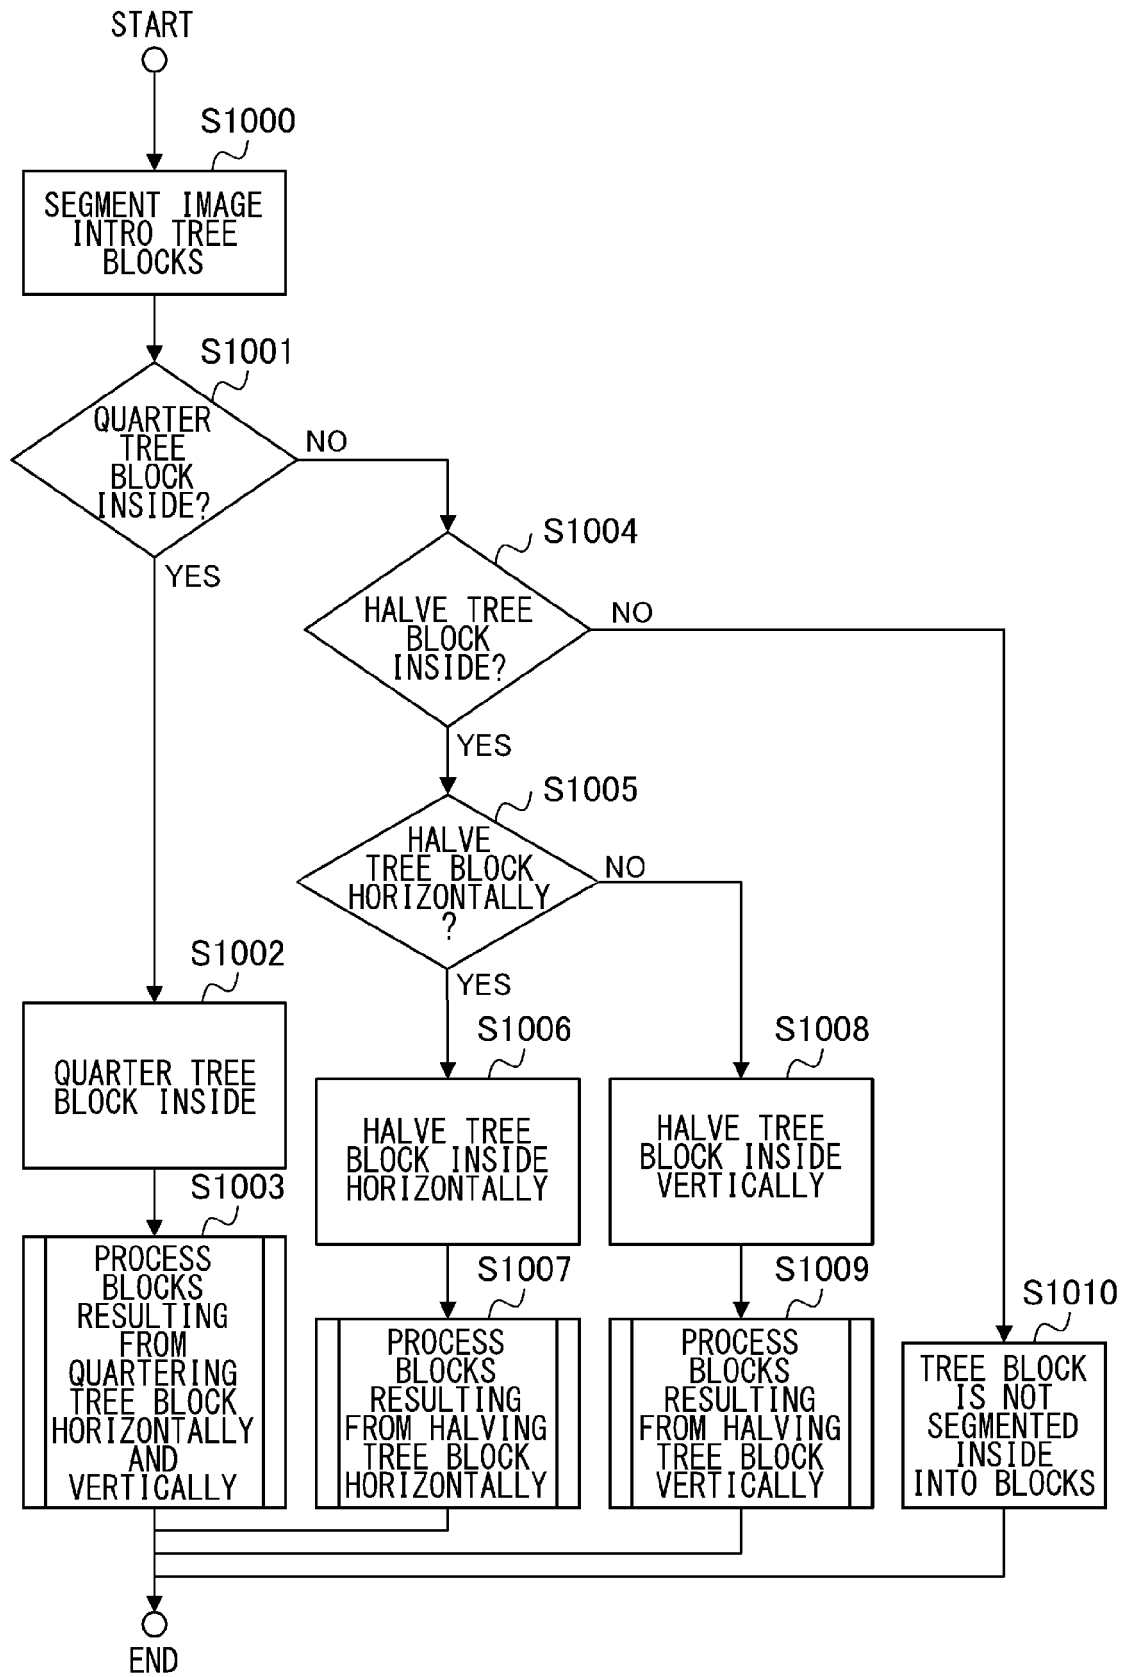 START
S1000
SEGMENT IMAGE
INTRO TREE
BLOCKS
S1001
QUARTER
TREE
BLOCK
INSIDE?
NO
YES
S1004
HALVE TREE
BLOCK
INSIDE?
NO
YES
S1005
HALVE
TREE BLOCK
HORIZONTALLY
?
NO
YES
S1002
QUARTER TREE
BLOCK INSIDE
S1006
HALVE TREE
BLOCK INSIDE
HORIZONTALLY
S1008
HALVE TREE
BLOCK INSIDE
VERTICALLY
S1003
PROCESS
BLOCKS
RESULTING
FROM
QUARTERING
TREE BLOCK
HORIZONTALLY
AND
VERTICALLY
S1007
PROCESS
BLOCKS
RESULTING
FROM HALVING
TREE BLOCK
HORIZONTALLY
S1009
PROCESS
BLOCKS
RESULTING
FROM HALVING
TREE BLOCK
VERTICALLY
S1010
TREE BLOCK
IS NOT
SEGMENTED
INSIDE
INTO BLOCKS
END